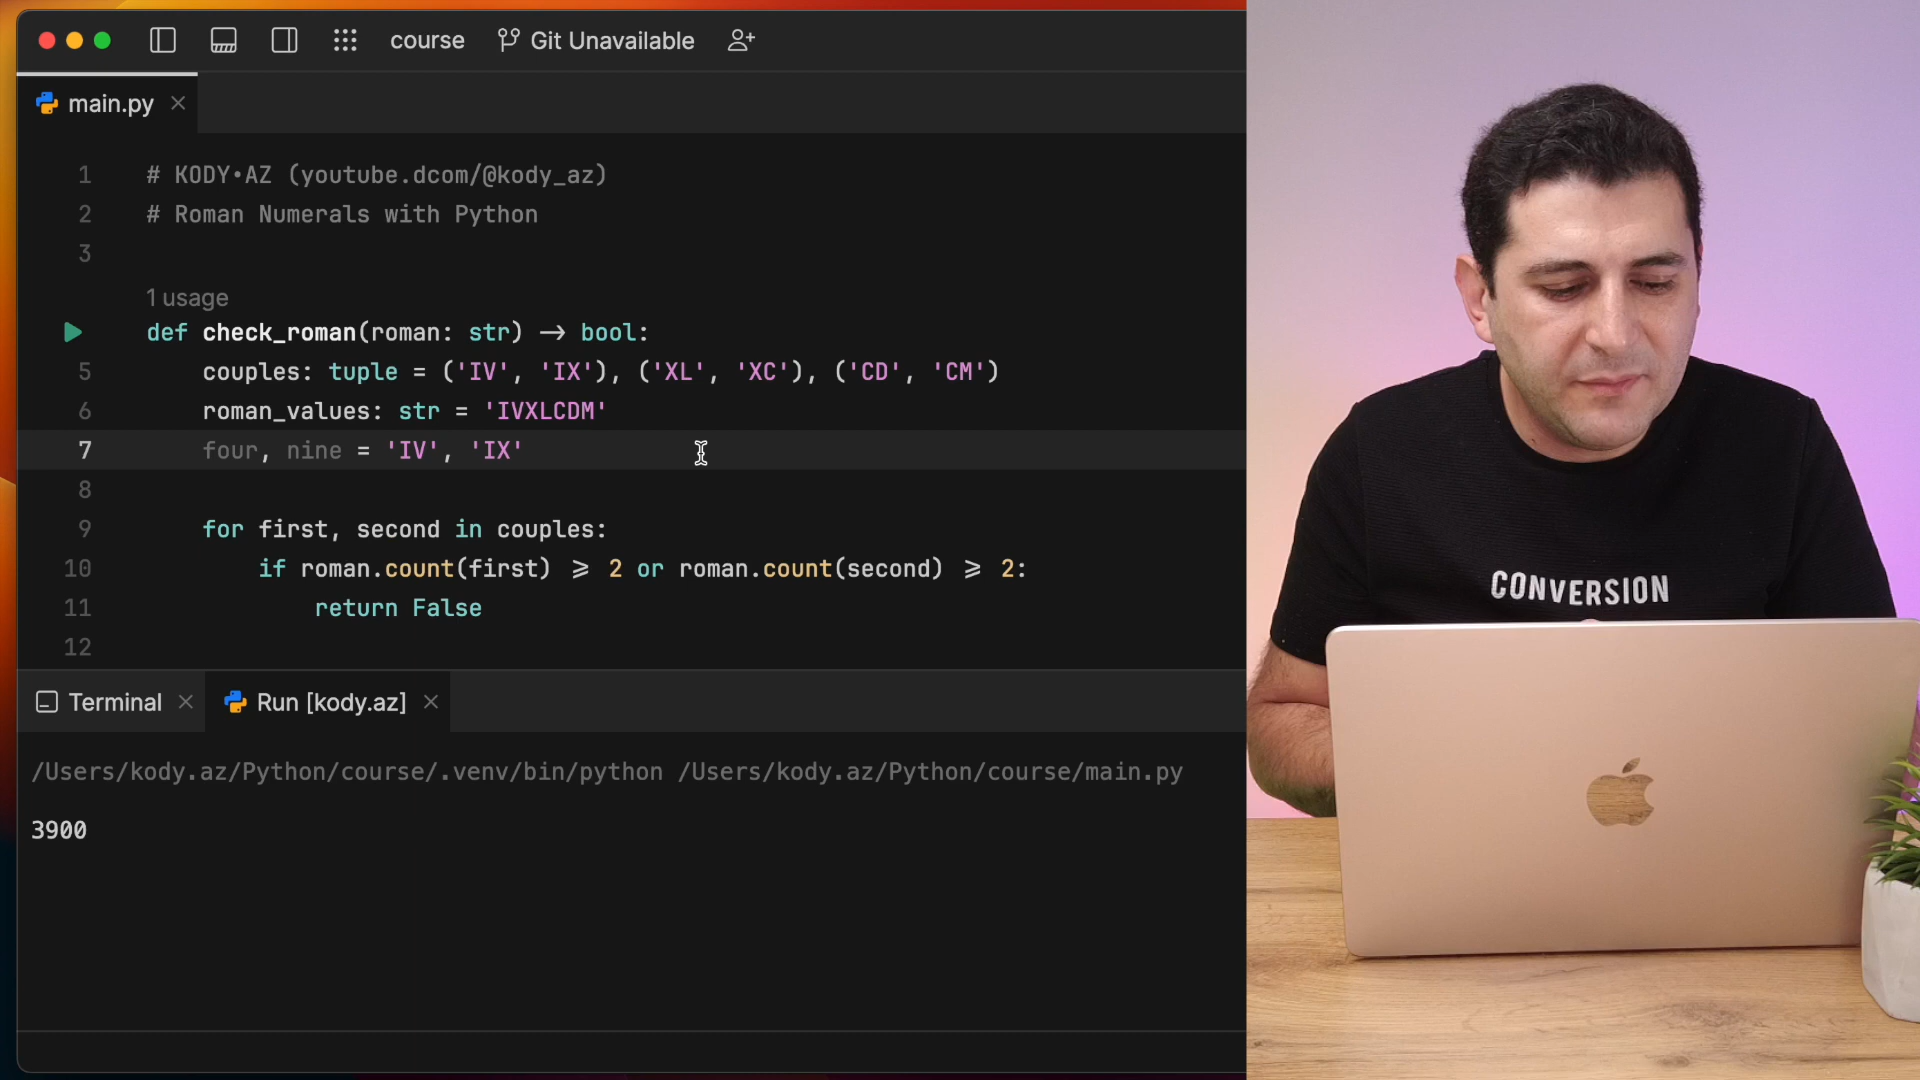 course Git Unavailable
main.py
1 # KODY•AZ (youtube.dcom/@kody_az)
2 # Roman Numerals with Python
3
1 usage
def check_roman(roman: str) → bool:
5 couples: tuple = ('IV', 'IX'), ('XL', 'XC'), ('CD', 'CM')
6 roman_values: str = 'IVXLCDM'
7 four, nine = 'IV', 'IX'
8
9 for first, second in couples:
10 if roman.count(first) ⩾ 2 or roman.count(second) ⩾ 2:
11 return False
12
Terminal Run [kody.az]
/Users/kody.az/Python/course/.venv/bin/python /Users/kody.az/Python/course/main.py
3900
CONVERSION